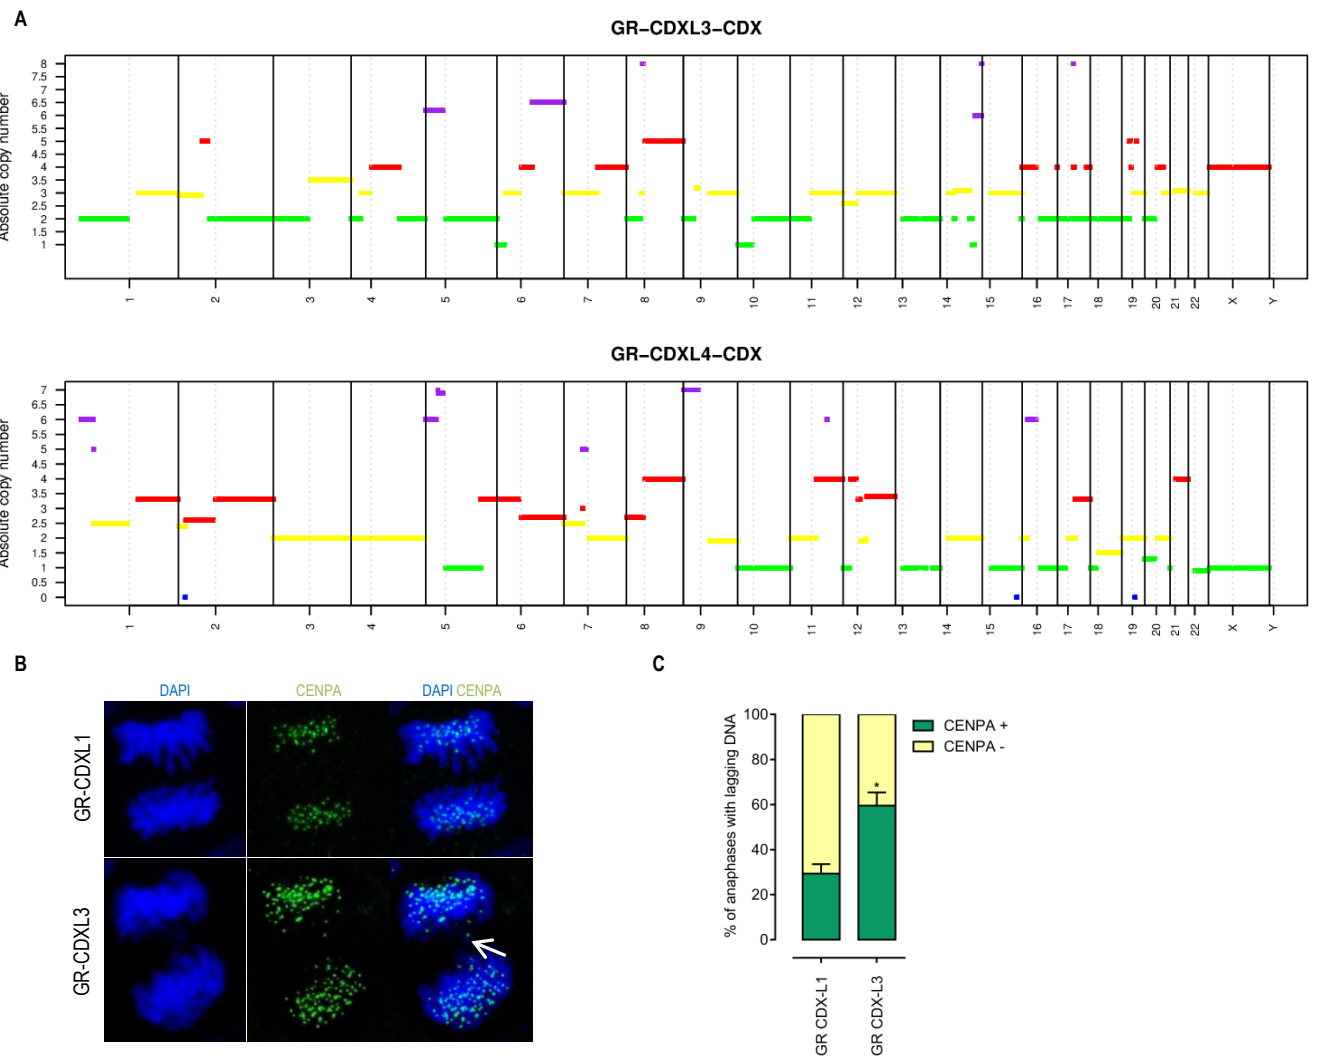 A
GR-CDXL3-CDX
Absolute copy number
8
7.5
7
6.5
6
5.5
5
4.5
4
3.5
3
2.5
2
1.5
1
1 2 3 4 5 6 7 8 9 10 11 12 13 14 15 16 17 18 19 20 21 22 X Y
GR-CDXL4-CDX
Absolute copy number
7
6.5
6
5.5
5
4.5
4
3.5
3
2.5
2
1.5
1
0.5
0
1 2 3 4 5 6 7 8 9 10 11 12 13 14 15 16 17 18 19 20 21 22 X Y
B
DAPI CENPA DAPI CENPA
GR-CDXL1
GR-CDXL3
C
% of anaphases with lagging DNA
100
80
60
40
20
0
*
CENPA +
CENPA -
GR CDX-L1
GR CDX-L3